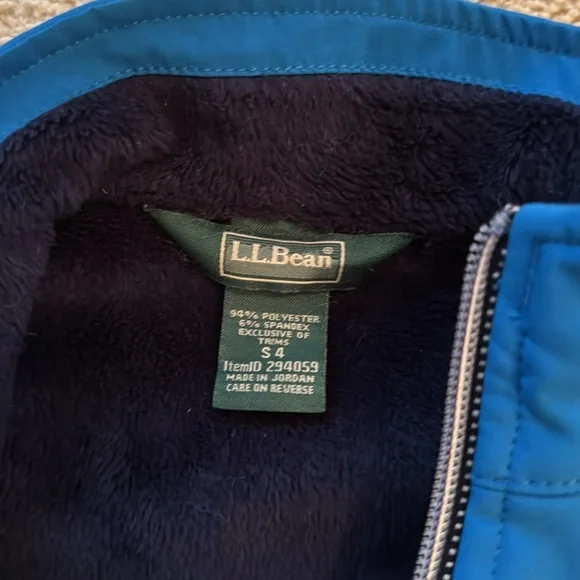 L.L.Bean®
94% POLYESTER
6% SPANDEX
EXCLUSIVE OF
TRIMS
S 4
ItemID 294059
MADE IN JORDAN
CARE ON REVERSE